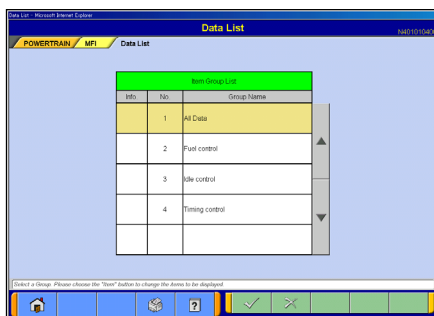 Data List - Microsoft Internet Explorer
Data List
N40101040
POWERTRAIN MFI Data List
Item Group List
Info. No. Group Name
1 All Data
2 Fuel control
3 Idle control
4 Timing control
Select a Group. Please choose the "Item" button to change the items to be displayed.
?